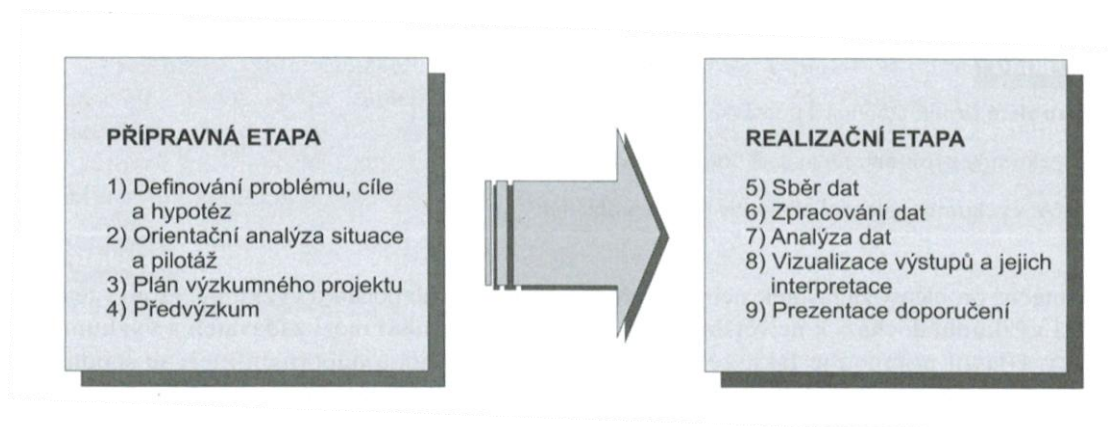 PŘÍPRAVNÁ ETAPA
1) Definování problému, cíle
a hypotéz
2) Orientační analýza situace
a pilotáž
3) Plán výzkumného projektu
4) Předvýzkum
REALIZAČNÍ ETAPA
5) Sběr dat
6) Zpracování dat
7) Analýza dat
8) Vizualizace výstupů a jejich
interpretace
9) Prezentace doporučení